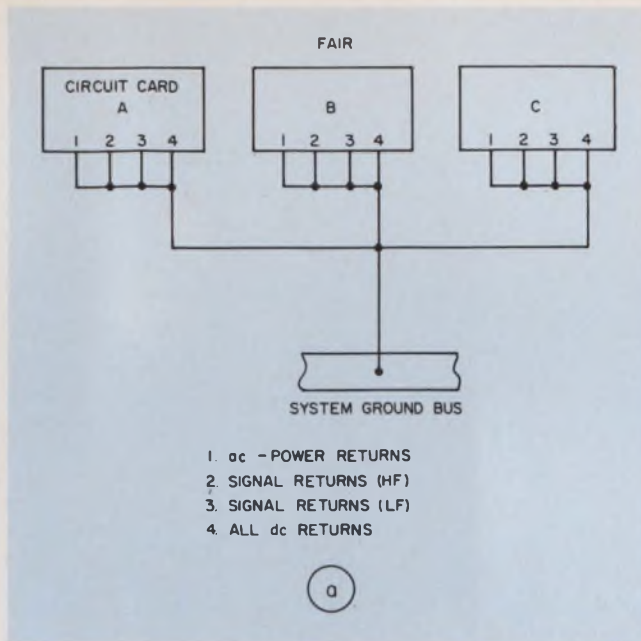 FAIR
CIRCUIT CARD
A
B
C
1 2 3 4
1 2 3 4
1 2 3 4
SYSTEM GROUND BUS
1. ac - POWER RETURNS
2. SIGNAL RETURNS (HF)
3. SIGNAL RETURNS (LF)
4. ALL dc RETURNS
a